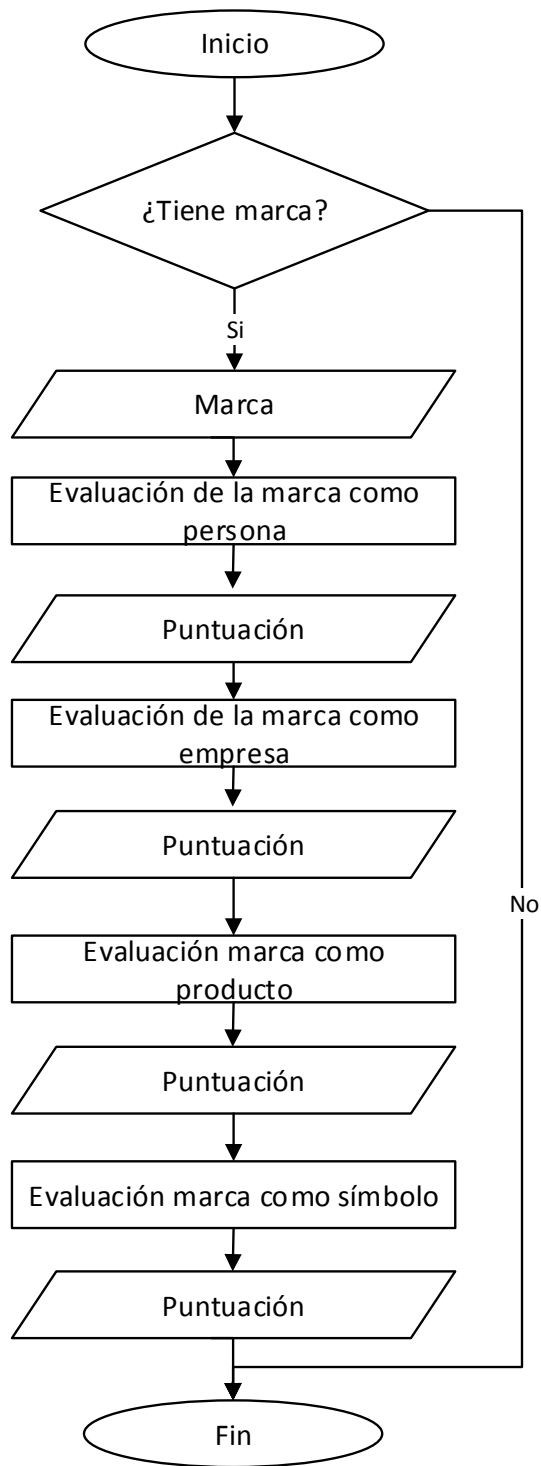 Inicio
¿Tiene marca?
Si
Marca
Evaluación de la marca como
persona
Puntuación
Evaluación de la marca como
empresa
Puntuación
No
Evaluación marca como
producto
Puntuación
Evaluación marca como símbolo
Puntuación
Fin